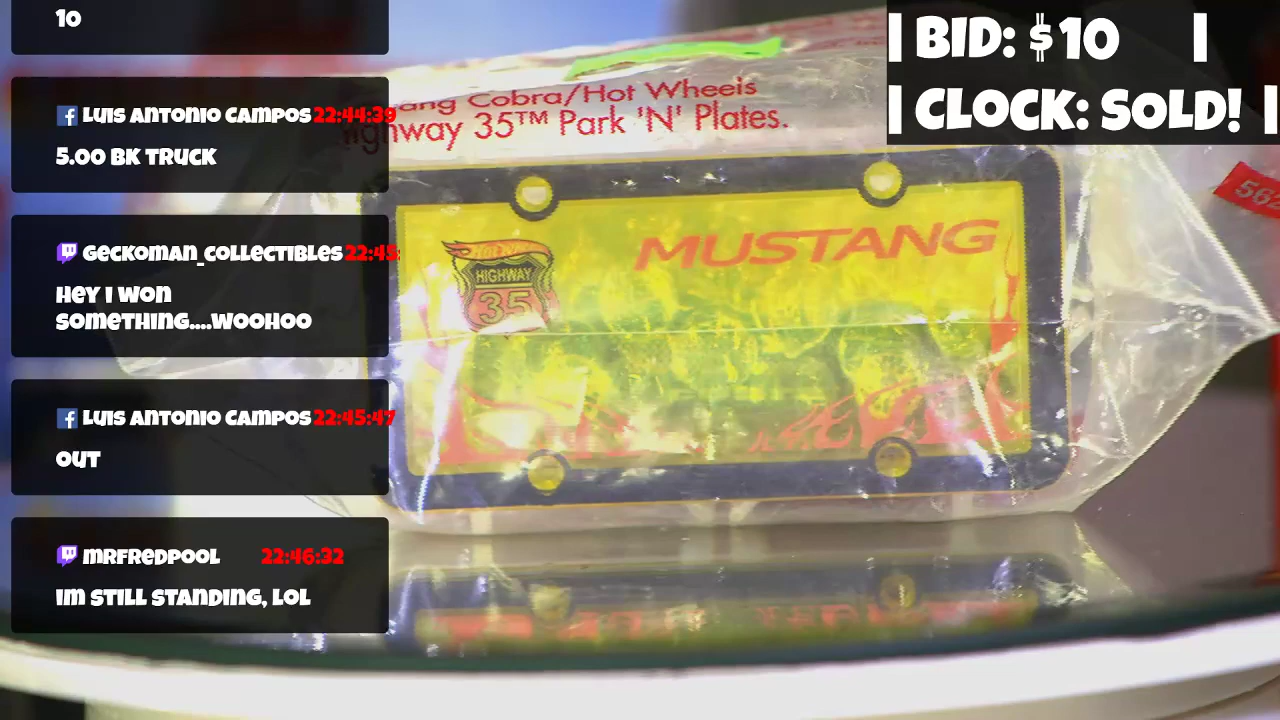 10
LUIS ANTONIO CAMPOS 22:44:39
5.00 BK TRUCK
GECKOMAN_COLLECTIBLES 22:45:
HEY I WON
SOMETHING....WOOHOO
LUIS ANTONIO CAMPOS 22:45:47
OUT
MRFREDPOOL 22:46:32
IM STILL STANDING, LOL
| BID: $10 |
| CLOCK: SOLD! |
Cobra/Hot Wheels
Highway 35™ Park 'N' Plates.
HIGHWAY
35
MUSTANG